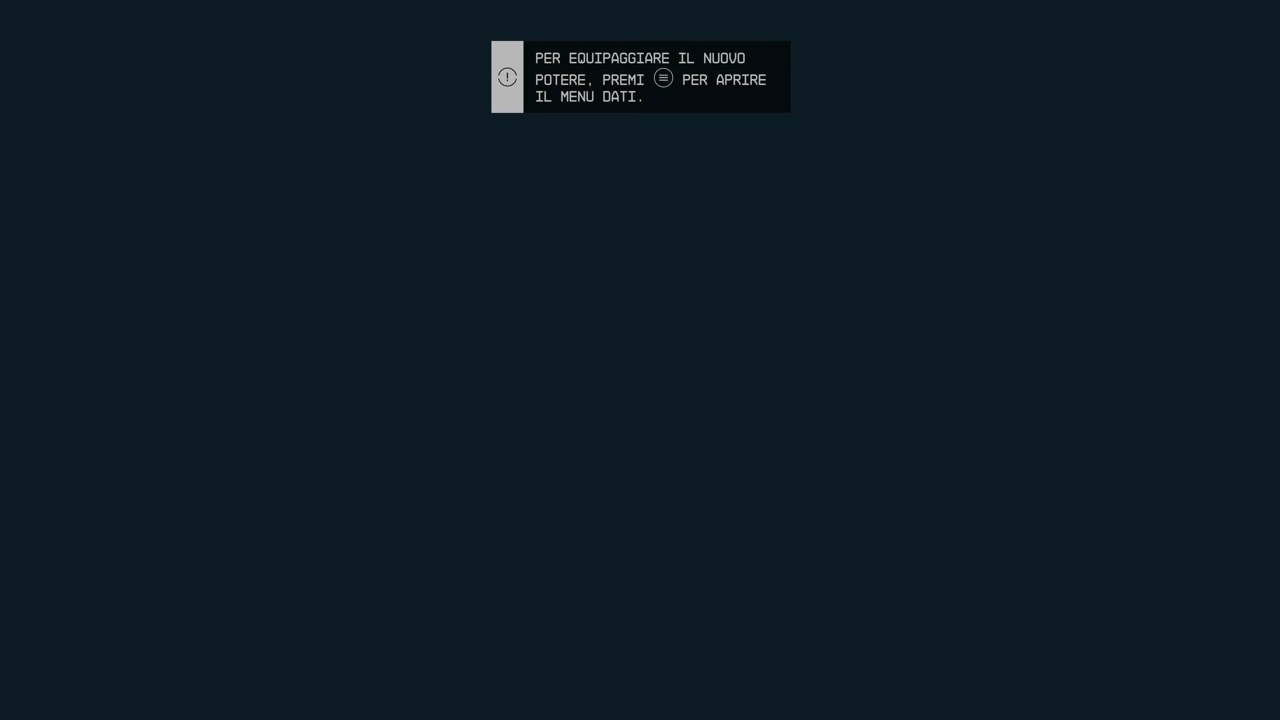 PER EQUIPAGGIARE IL NUOVO
POTERE, PREMI PER APRIRE
IL MENU DATI.